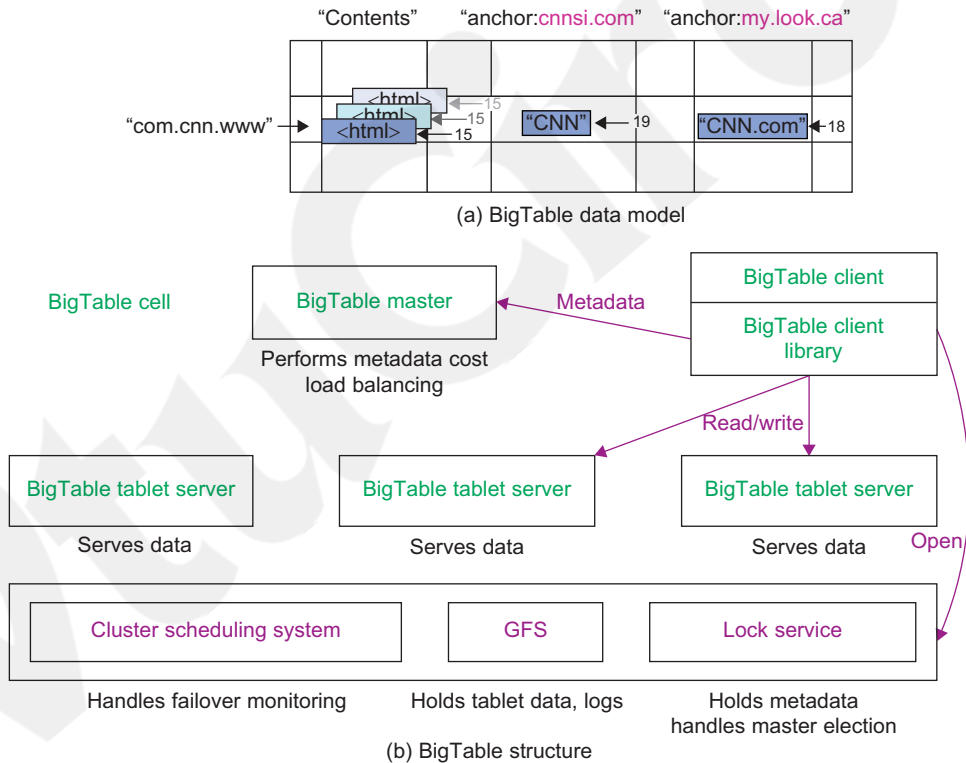 “Contents” “anchor:cnnsi.com” “anchor:my.look.ca”
<html> 15
<html> 15
“com.cnn.www” <html> 15 “CNN” 19 “CNN.com” 18
(a) BigTable data model
BigTable client
BigTable cell BigTable master Metadata
BigTable client
library
Performs metadata cost
load balancing
Read/write
BigTable tablet server BigTable tablet server BigTable tablet server
Serves data Serves data Serves data Open
Cluster scheduling system GFS Lock service
Handles failover monitoring Holds tablet data, logs Holds metadata
handles master election
(b) BigTable structure